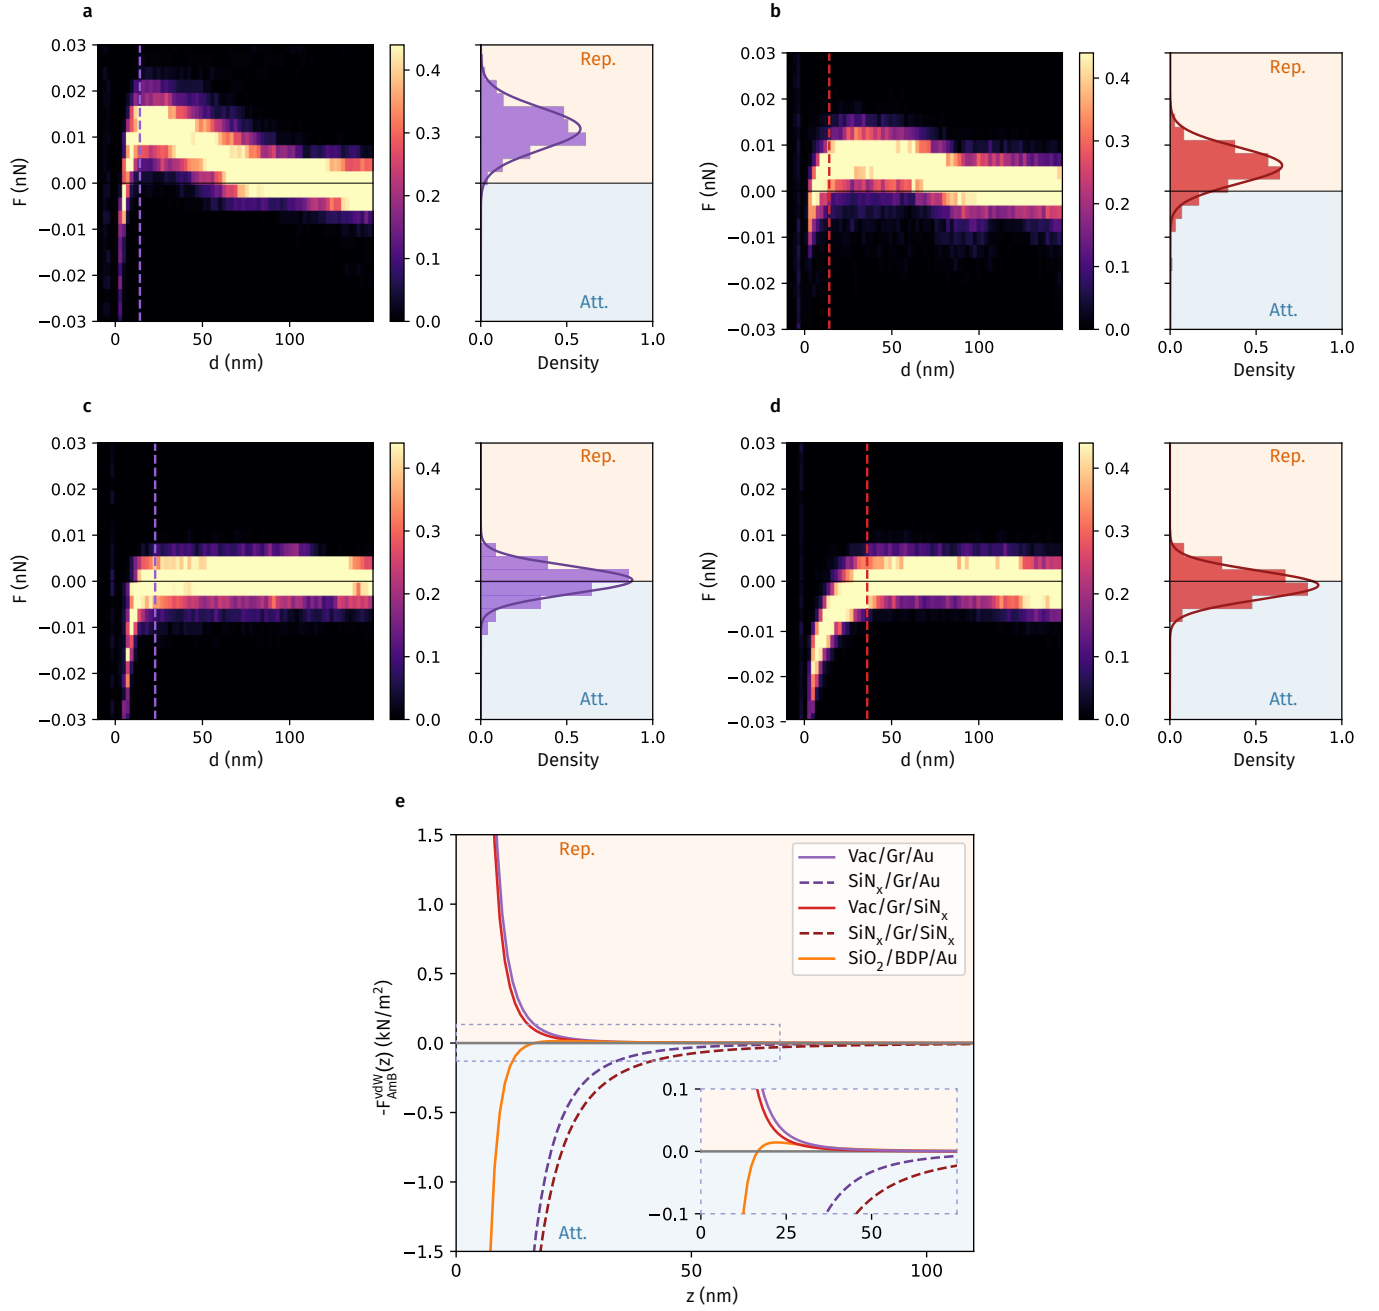 a
0.03
0.02
0.01
0.00
−0.01
−0.02
−0.03
F (nN)
0
50
100
d (nm)
0.4
0.3
0.2
0.1
0.0
Rep.
Att.
0.0
0.5
1.0
Density
b
0.03
0.02
0.01
0.00
−0.01
−0.02
−0.03
F (nN)
0
50
100
d (nm)
0.4
0.3
0.2
0.1
0.0
Rep.
Att.
0.0
0.5
1.0
Density
c
0.03
0.02
0.01
0.00
−0.01
−0.02
−0.03
F (nN)
0
50
100
d (nm)
0.4
0.3
0.2
0.1
0.0
Rep.
Att.
0.0
0.5
1.0
Density
d
0.03
0.02
0.01
0.00
−0.01
−0.02
−0.03
F (nN)
0
50
100
d (nm)
0.4
0.3
0.2
0.1
0.0
Rep.
Att.
0.0
0.5
1.0
Density
e
1.5
1.0
0.5
0.0
−0.5
−1.0
−1.5
-F^vdW_AmB(z) (kN/m²)
Rep.
Att.
Vac/Gr/Au
SiNₓ/Gr/Au
Vac/Gr/SiNₓ
SiNₓ/Gr/SiNₓ
SiO₂/BDP/Au
0.1
0.0
−0.1
0
25
50
0
50
100
z (nm)